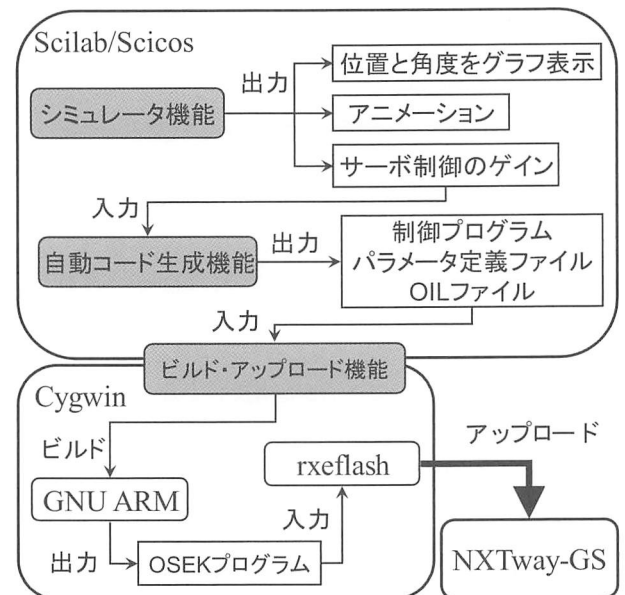 Scilab/Scicos
位置と角度をグラフ表示
出力
シミュレータ機能
アニメーション
サーボ制御のゲイン
入力
自動コード生成機能
出力
制御プログラム
パラメータ定義ファイル
OILファイル
入力
ビルド・アップロード機能
Cygwin
ビルド
アップロード
rxeflash
GNU ARM
入力
出力
OSEKプログラム
NXTway-GS